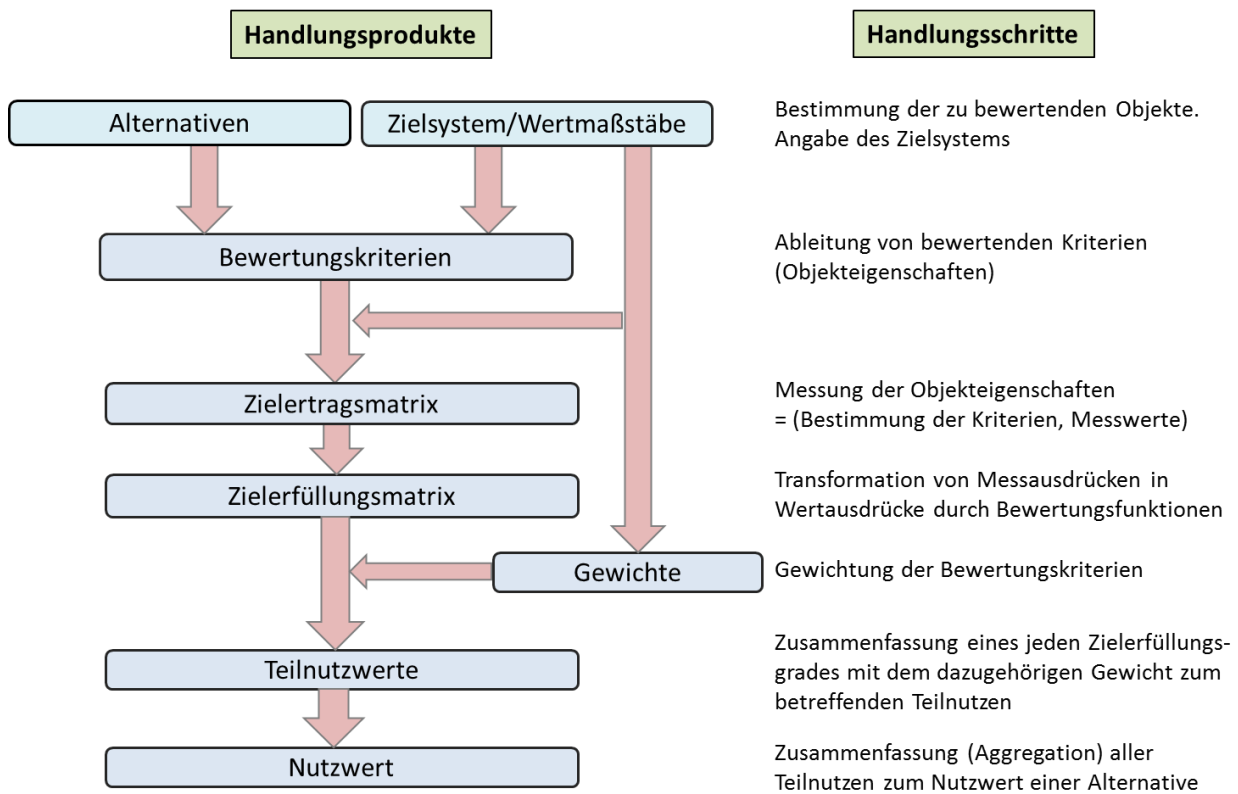 Handlungsprodukte
Handlungsschritte
Alternativen
Zielsystem/Wertmaßstäbe
Bestimmung der zu bewertenden Objekte.
Angabe des Zielsystems
Bewertungskriterien
Ableitung von bewertenden Kriterien
(Objekteigenschaften)
Zielertragsmatrix
Messung der Objekteigenschaften
= (Bestimmung der Kriterien, Messwerte)
Zielerfüllungsmatrix
Transformation von Messausdrücken in
Wertausdrücke durch Bewertungsfunktionen
Gewichte
Gewichtung der Bewertungskriterien
Teilnutzwerte
Zusammenfassung eines jeden Zielerfüllungs-
grades mit dem dazugehörigen Gewicht zum
betreffenden Teilnutzen
Nutzwert
Zusammenfassung (Aggregation) aller
Teilnutzen zum Nutzwert einer Alternative